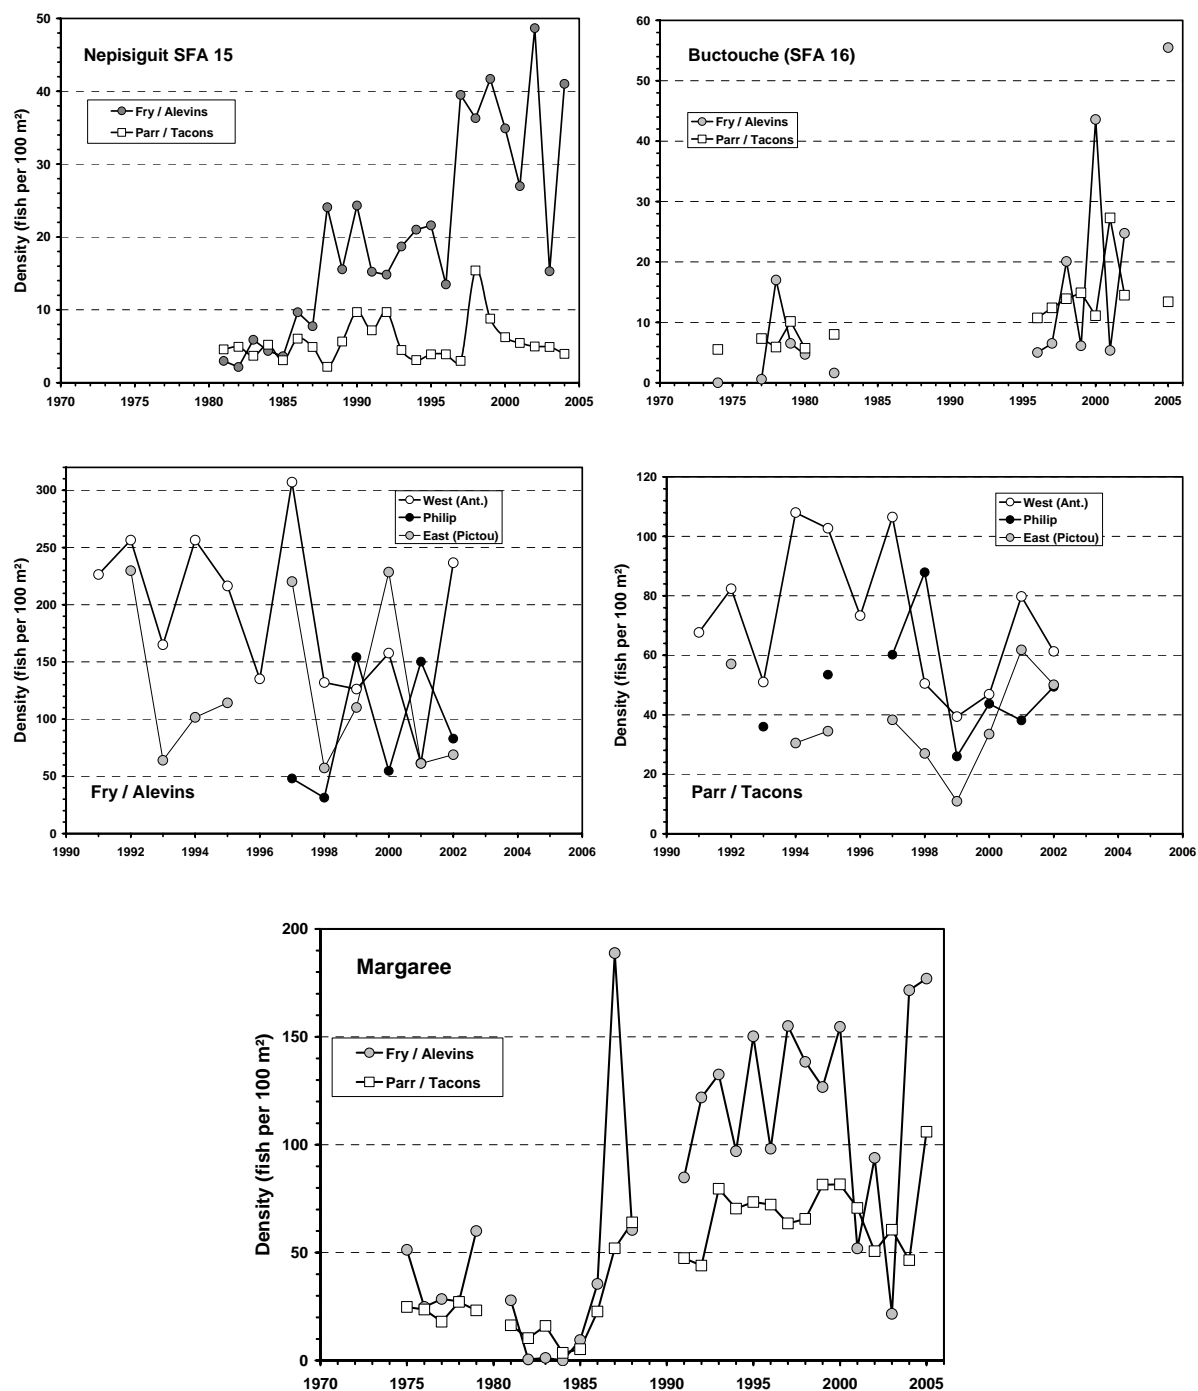 Nepisiguit SFA 15
Fry / Alevins
Parr / Tacons
Density (fish per 100 m²)
50
40
30
20
10
0
1970 1975 1980 1985 1990 1995 2000 2005
Buctouche (SFA 16)
Fry / Alevins
Parr / Tacons
60
50
40
30
20
10
0
1970 1975 1980 1985 1990 1995 2000 2005
West (Ant.)
Philip
East (Pictou)
Density (fish per 100 m²)
300
250
200
150
100
50
0
Fry / Alevins
1990 1992 1994 1996 1998 2000 2002 2004 2006
West (Ant.)
Philip
East (Pictou)
Density (fish per 100 m²)
120
100
80
60
40
20
0
Parr / Tacons
1990 1992 1994 1996 1998 2000 2002 2004 2006
Margaree
Fry / Alevins
Parr / Tacons
Density (fish per 100 m²)
200
150
100
50
0
1970 1975 1980 1985 1990 1995 2000 2005